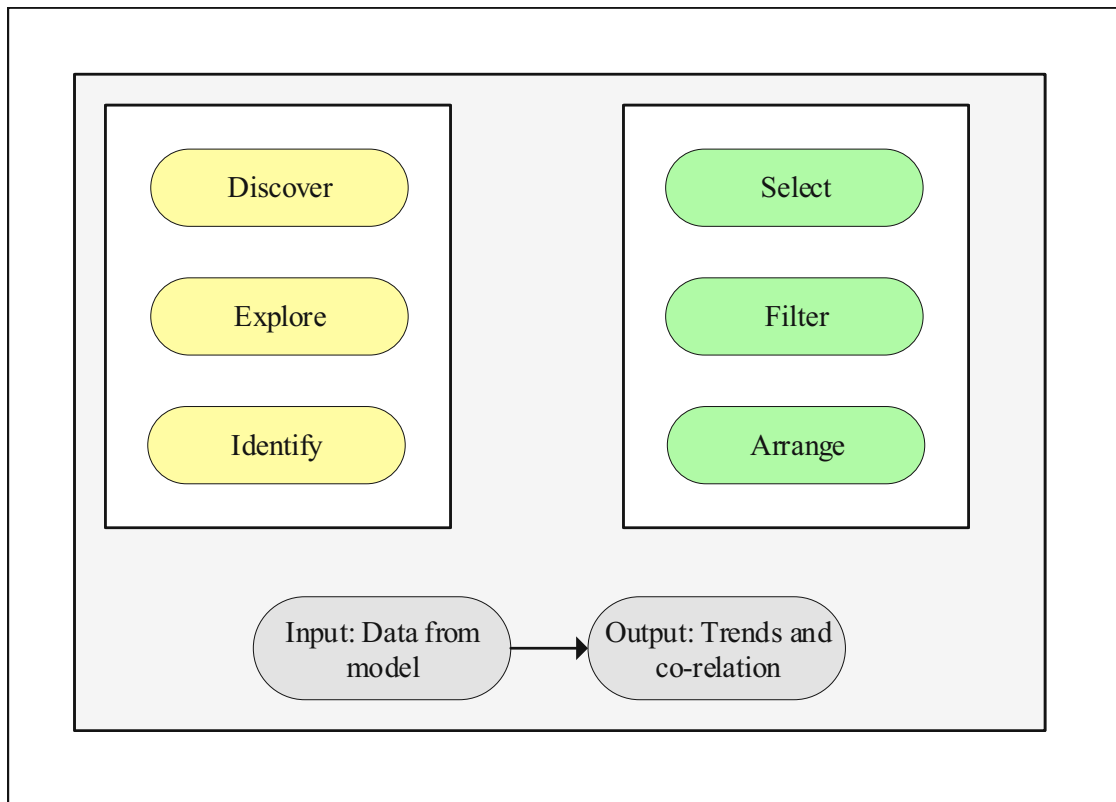 Discover
Explore
Identify
Select
Filter
Arrange
Input: Data from
model
Output: Trends and
co-relation